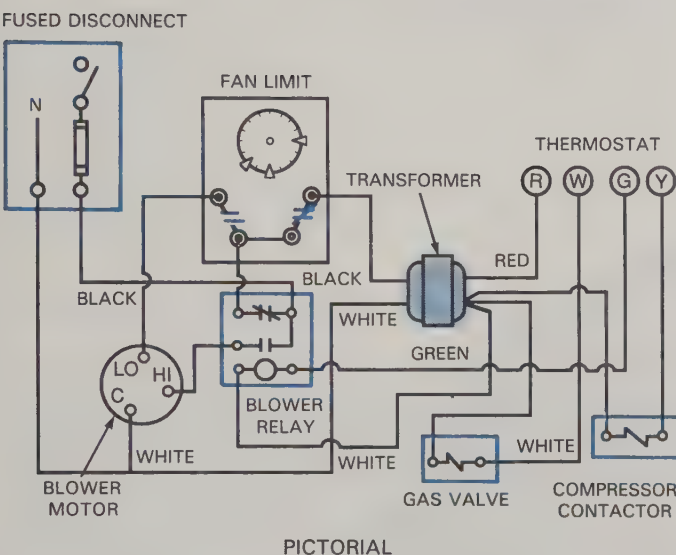 FUSED DISCONNECT
N
FAN LIMIT
THERMOSTAT
R W G Y
TRANSFORMER
RED
BLACK
BLACK
WHITE
GREEN
LO
HI
C
BLOWER
RELAY
WHITE
WHITE
WHITE
BLOWER
MOTOR
GAS VALVE
COMPRESSOR
CONTACTOR
PICTORIAL